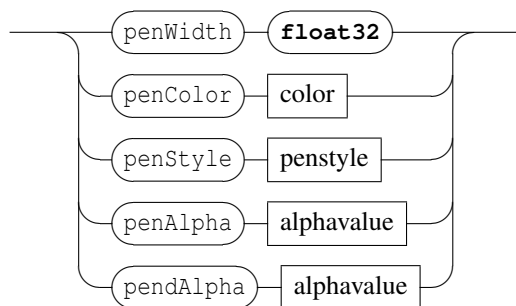 penWidth float32
penColor color
penStyle penstyle
penAlpha alphavalue
pendAlpha alphavalue